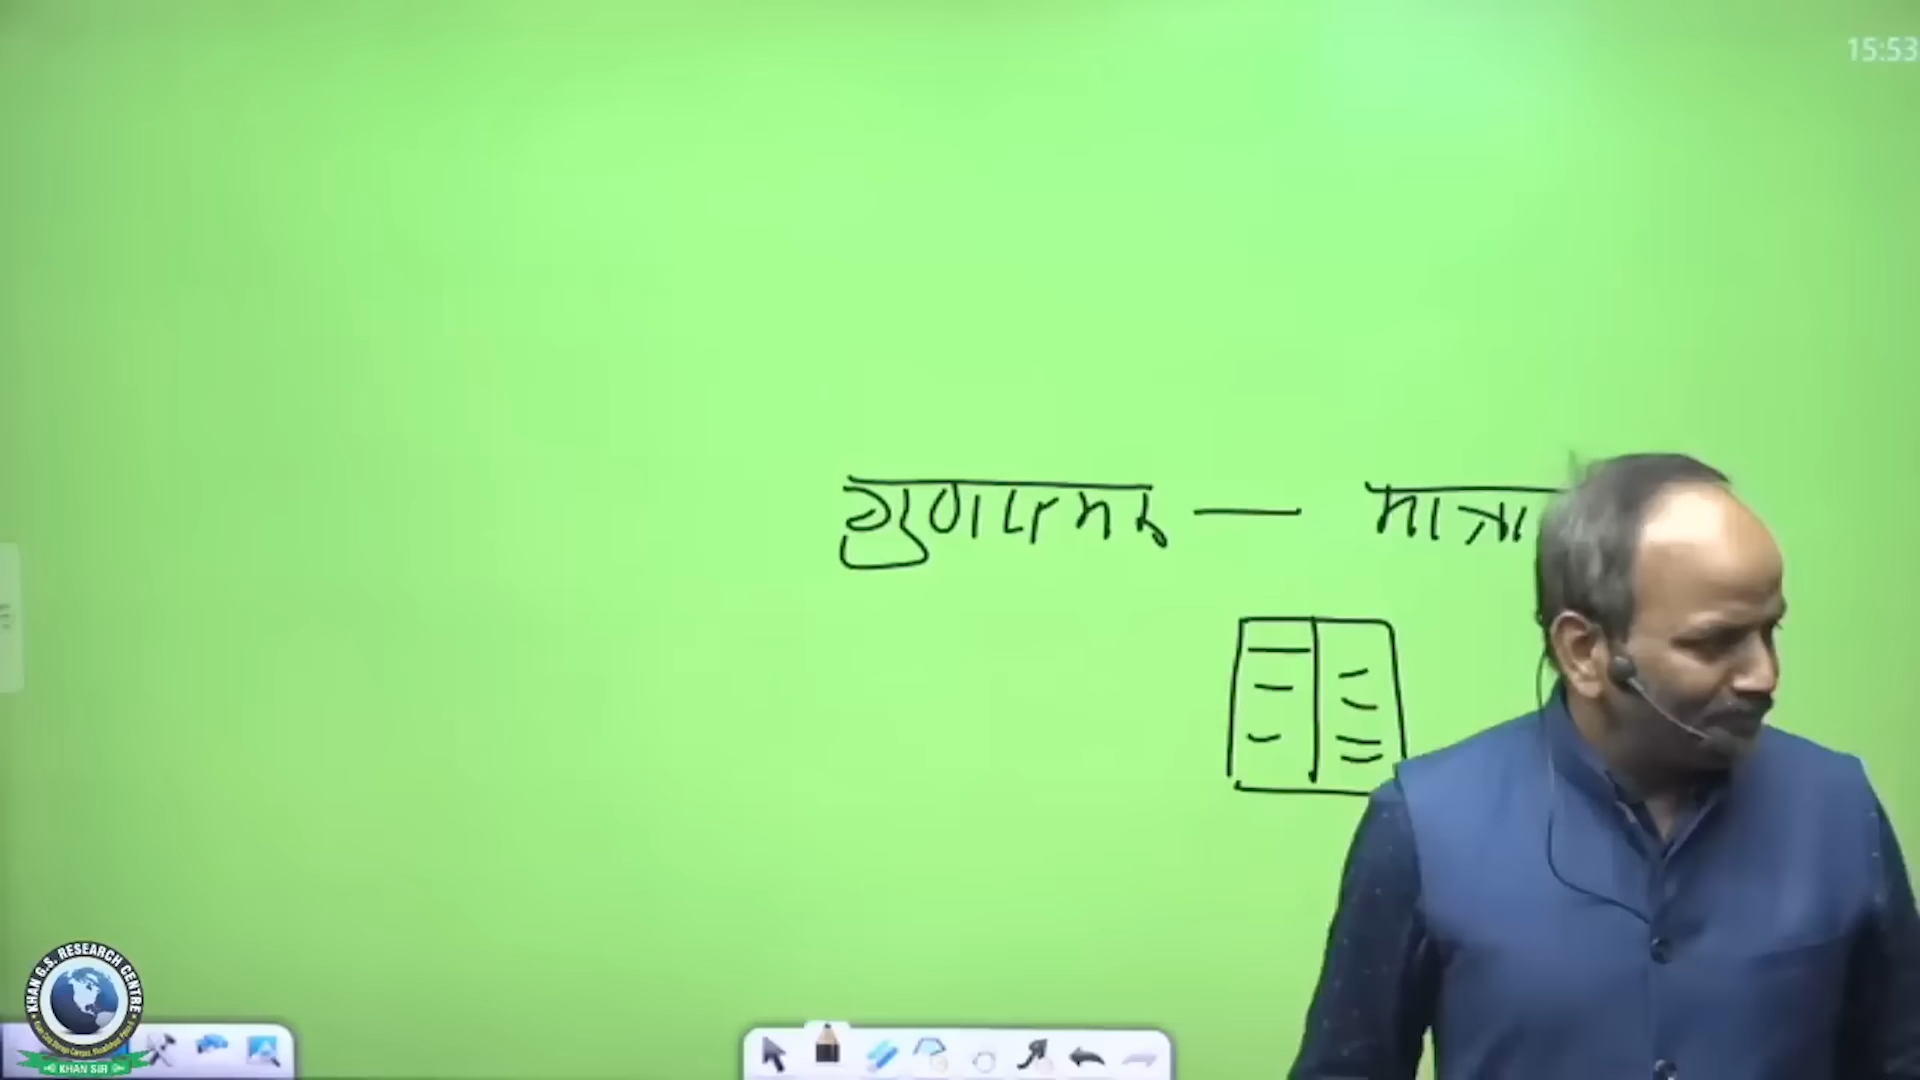 15:53
गुणात्मक — मात्रा
KHAN G.S. RESEARCH CENTRE
KHAN SIR